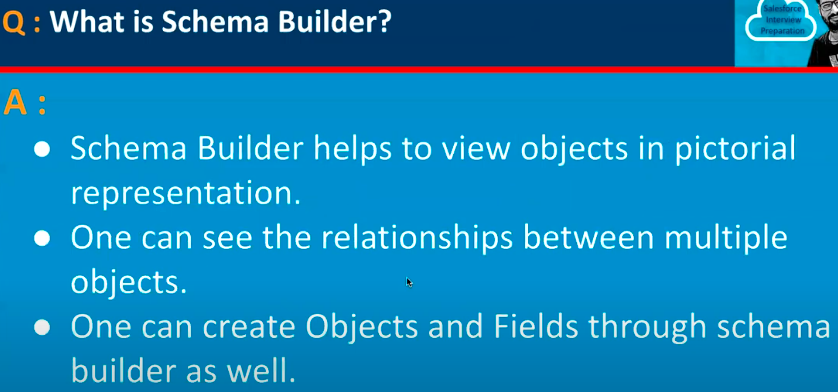 Q : What is Schema Builder?
Salesforce
Interview
Preparation
A :
● Schema Builder helps to view objects in pictorial
representation.
● One can see the relationships between multiple
objects.
● One can create Objects and Fields through schema
builder as well.